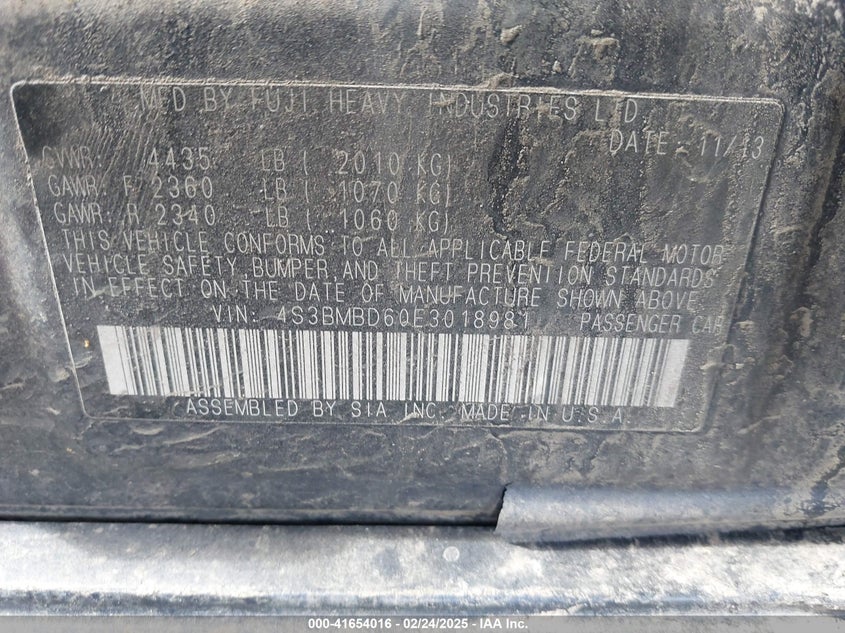 MFD BY FUJI HEAVY INDUSTRIES LTD.
DATE: 11/13
GVWR: 4435 LB ( 2010 KG)
GAWR: F 2360 LB ( 1070 KG)
GAWR: R 2340 LB ( 1060 KG)
THIS VEHICLE CONFORMS TO ALL APPLICABLE FEDERAL MOTOR
VEHICLE SAFETY, BUMPER, AND THEFT PREVENTION STANDARDS
IN EFFECT ON THE DATE OF MANUFACTURE SHOWN ABOVE.
VIN: 4S3BMBD60E3018981 PASSENGER CAR
ASSEMBLED BY SIA INC. MADE IN U.S.A.
000-41654016 - 02/24/2025 - IAA Inc.